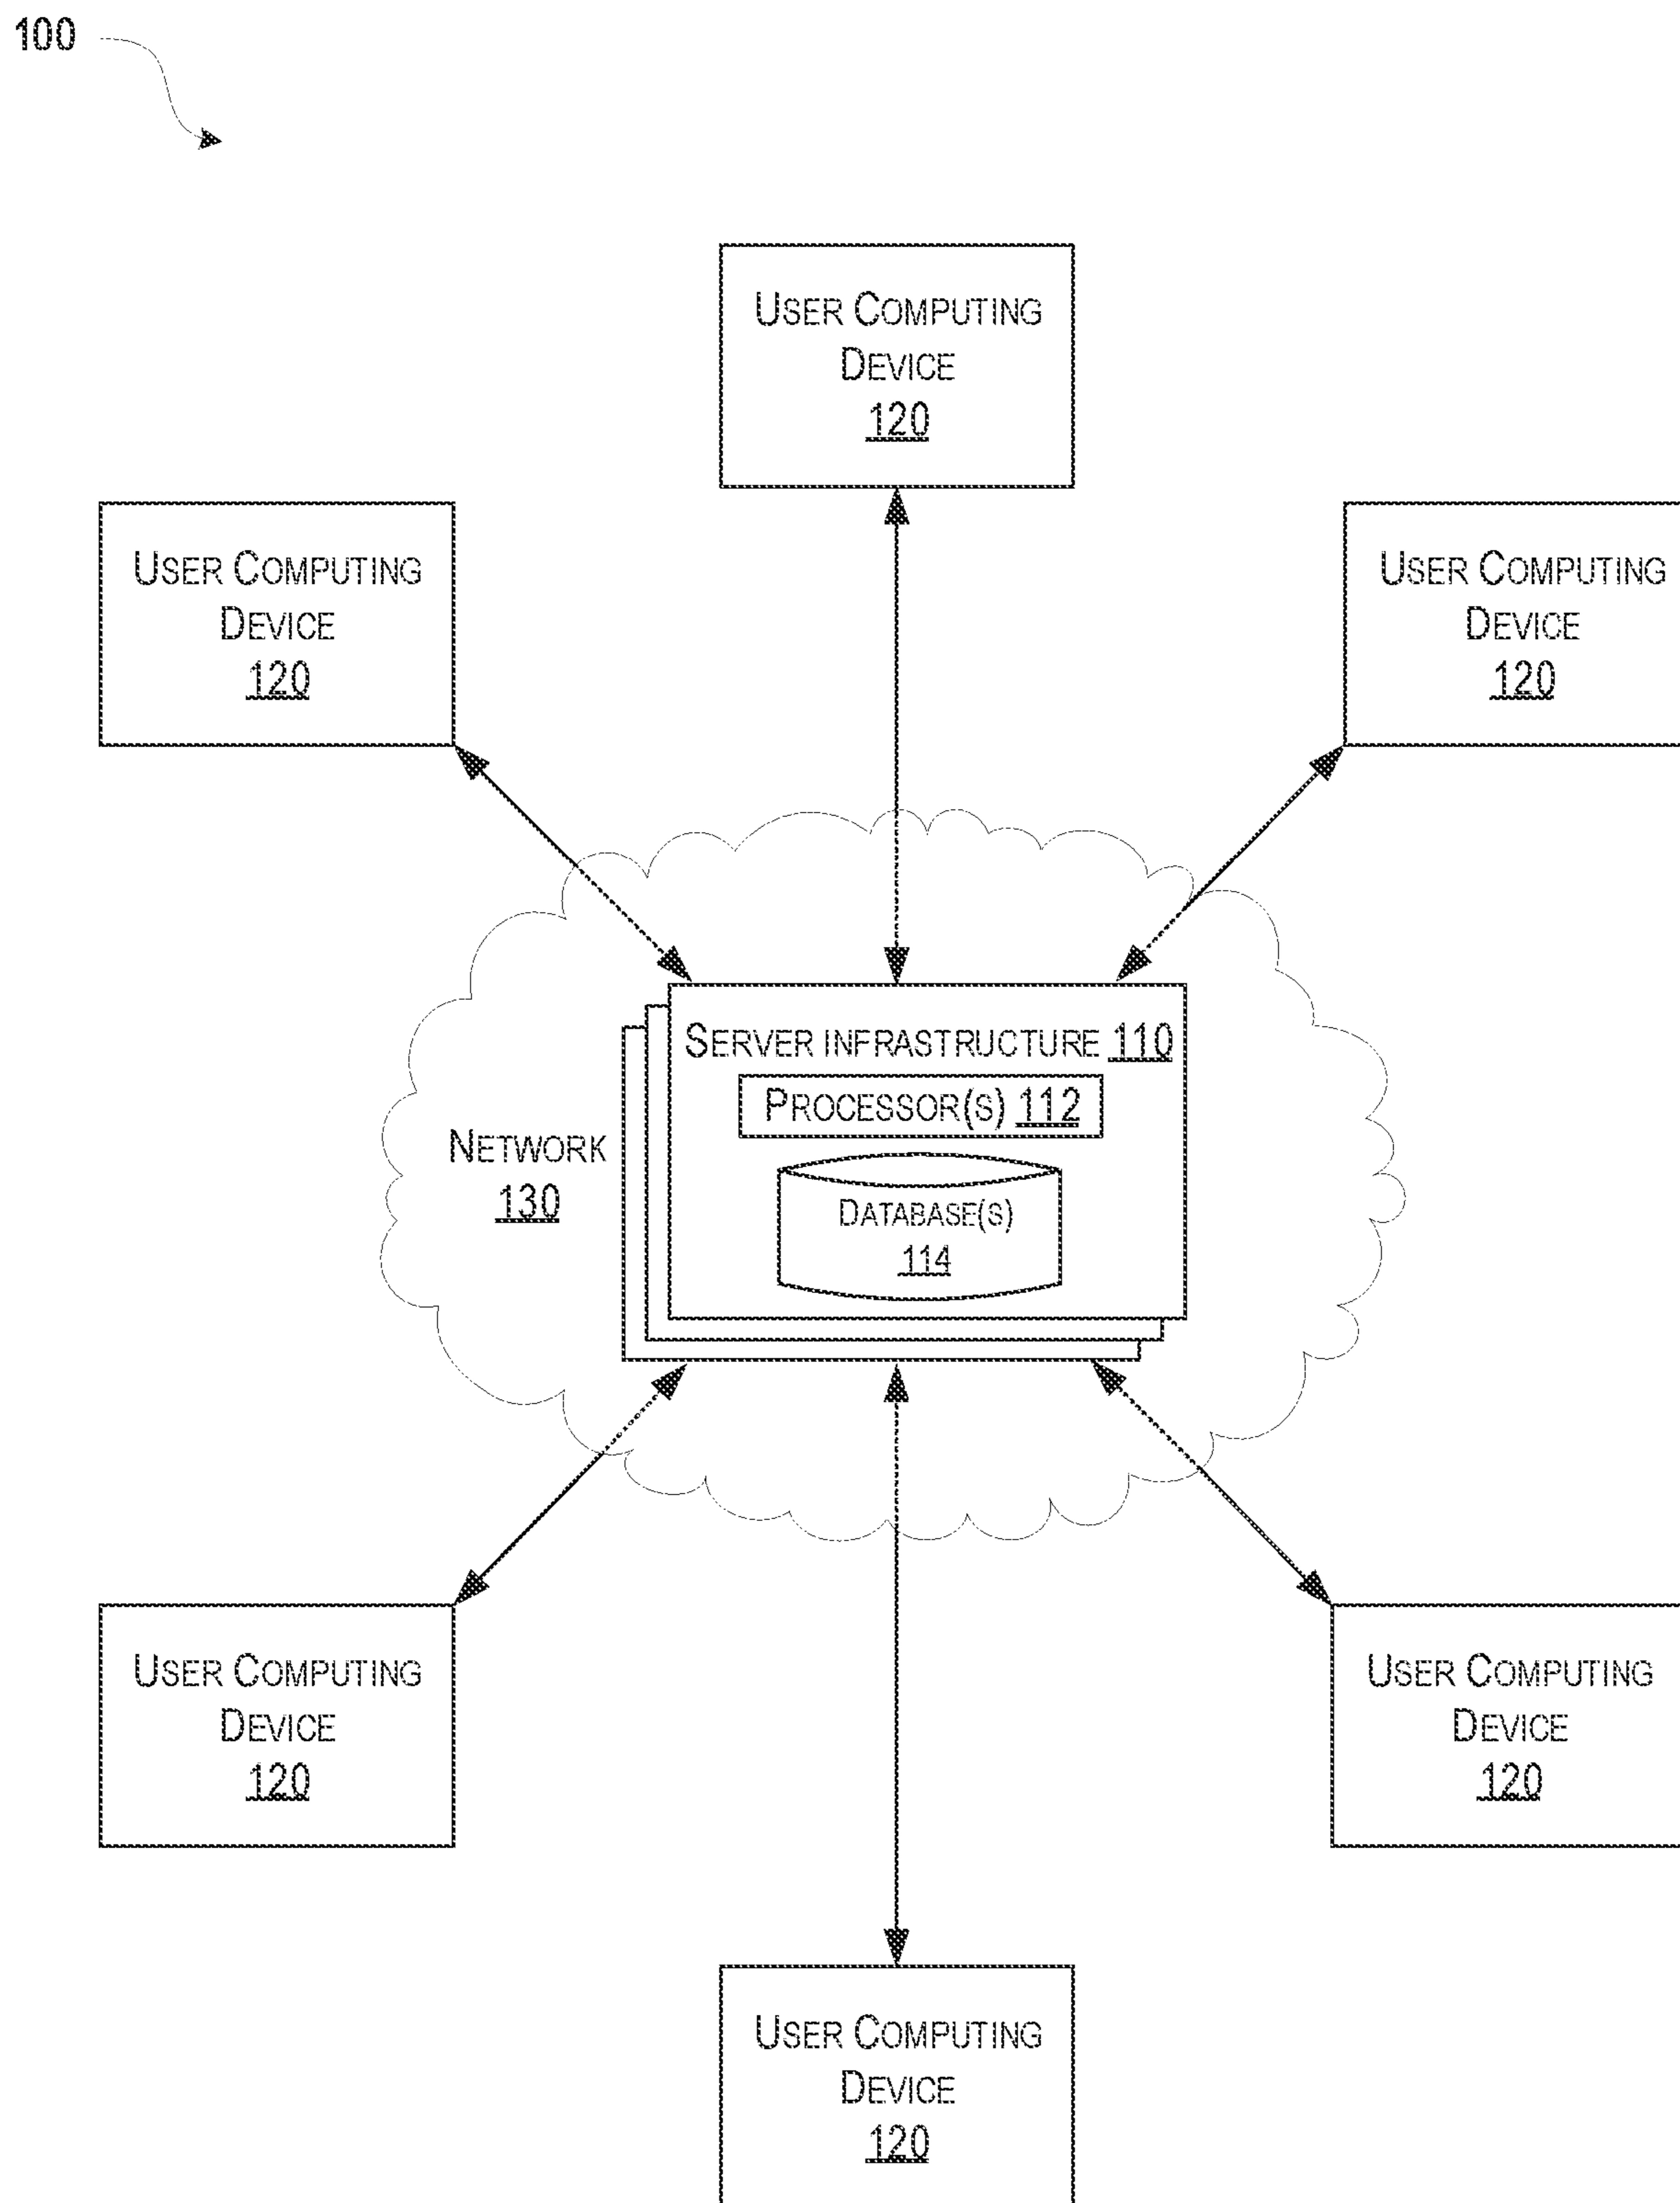 100
USER COMPUTING
DEVICE
120
USER COMPUTING
DEVICE
120
USER COMPUTING
DEVICE
120
SERVER INFRASTRUCTURE 110
PROCESSOR(S) 112
NETWORK
130
DATABASE(S)
114
USER COMPUTING
DEVICE
120
USER COMPUTING
DEVICE
120
USER COMPUTING
DEVICE
120